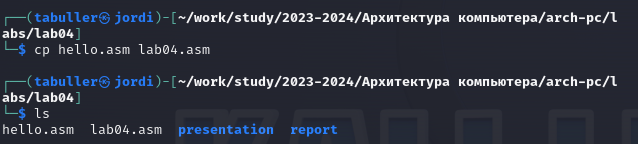 ┌──(tabuller㉿jordi)-[~/work/study/2023-2024/Архитектура компьютера/arch-pc/l
abs/lab04]
└─$ cp hello.asm lab04.asm
┌──(tabuller㉿jordi)-[~/work/study/2023-2024/Архитектура компьютера/arch-pc/l
abs/lab04]
└─$ ls
hello.asm  lab04.asm  presentation  report